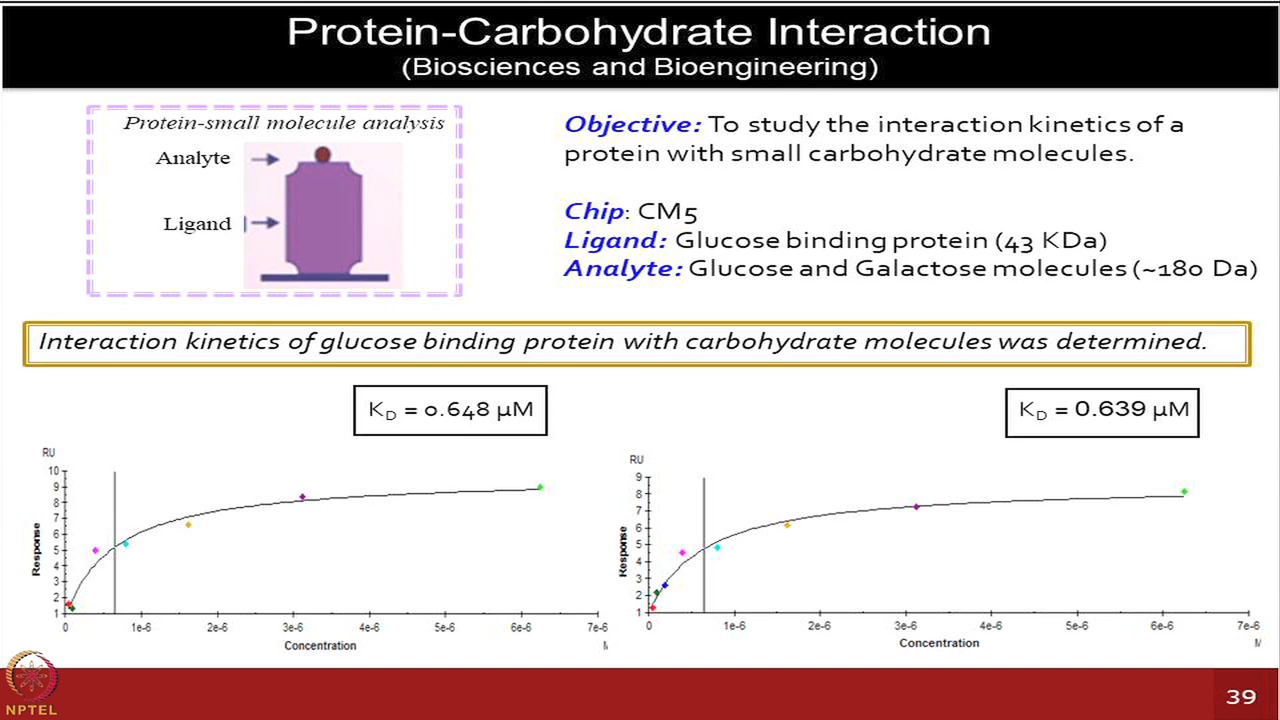 Protein-Carbohydrate Interaction
(Biosciences and Bioengineering)
Protein-small molecule analysis
Analyte
Ligand
Objective: To study the interaction kinetics of a
protein with small carbohydrate molecules.
Chip: CM5
Ligand: Glucose binding protein (43 KDa)
Analyte: Glucose and Galactose molecules (~180 Da)
Interaction kinetics of glucose binding protein with carbohydrate molecules was determined.
KD = 0.648 µM
RU
10
9
8
7
6
5
4
3
2
1
Response
0 1e-6 2e-6 3e-6 4e-6 5e-6 6e-6 7e-6
Concentration
KD = 0.639 µM
RU
9
8
7
6
5
4
3
2
1
Response
0 1e-6 2e-6 3e-6 4e-6 5e-6 6e-6 7e-6
Concentration
NPTEL
39